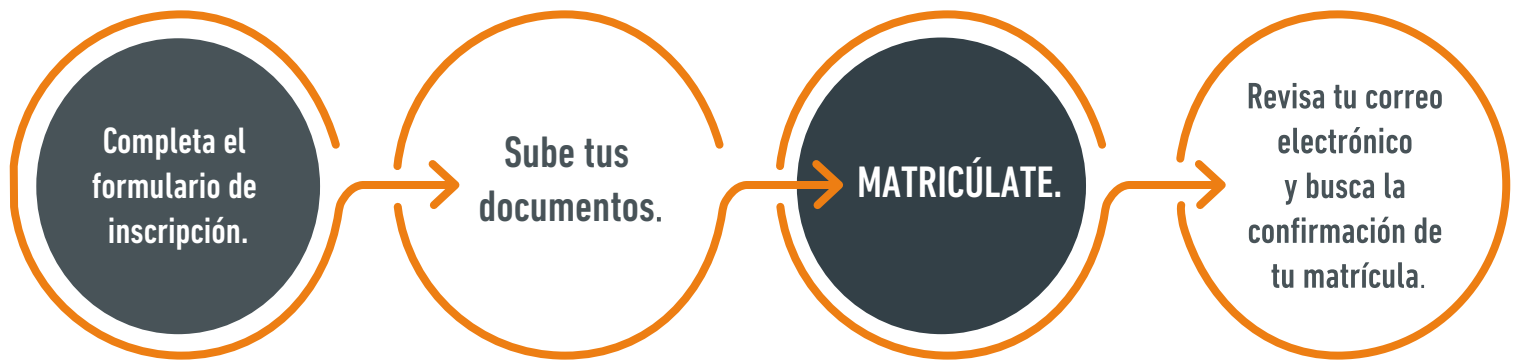 Completa el
formulario de
inscripción.
Sube tus
documentos.
MATRICÚLATE.
Revisa tu correo
electrónico
y busca la
confirmación de
tu matrícula.